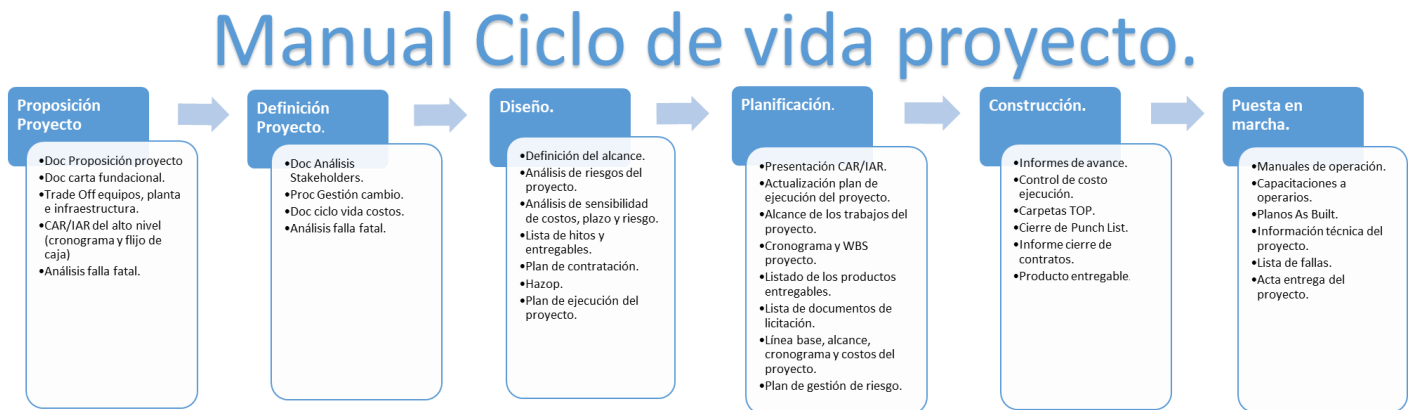 Manual Ciclo de vida proyecto.
Proposición
Proyecto
•Doc Proposición proyecto
•Doc carta fundacional.
•Trade Off equipos, planta
e infraestructura.
•CAR/IAR del alto nivel
(cronograma y flijo de
caja)
•Análisis falla fatal.
Definición
Proyecto.
•Doc Análisis
Stakeholders.
•Proc Gestión cambio.
•Doc ciclo vida costos.
•Análisis falla fatal.
Diseño.
•Definición del alcance.
•Análisis de riesgos del
proyecto.
•Análisis de sensibilidad
de costos, plazo y riesgo.
•Lista de hitos y
entregables.
•Plan de contratación.
•Hazop.
•Plan de ejecución del
proyecto.
Planificación.
•Presentación CAR/IAR.
•Actualización plan de
ejecución del proyecto.
•Alcance de los trabajos del
proyecto.
•Cronograma y WBS
proyecto.
•Listado de los productos
entregables.
•Lista de documentos de
licitación.
•Línea base, alcance,
cronograma y costos del
proyecto.
•Plan de gestión de riesgo.
Construcción.
•Informes de avance.
•Control de costo
ejecución.
•Carpetas TOP.
•Cierre de Punch List.
•Informe cierre de
contratos.
•Producto entregable.
Puesta en
marcha.
•Manuales de operación.
•Capacitaciones a
operarios.
•Planos As Built.
•Información técnica del
proyecto.
•Lista de fallas.
•Acta entrega del
proyecto.